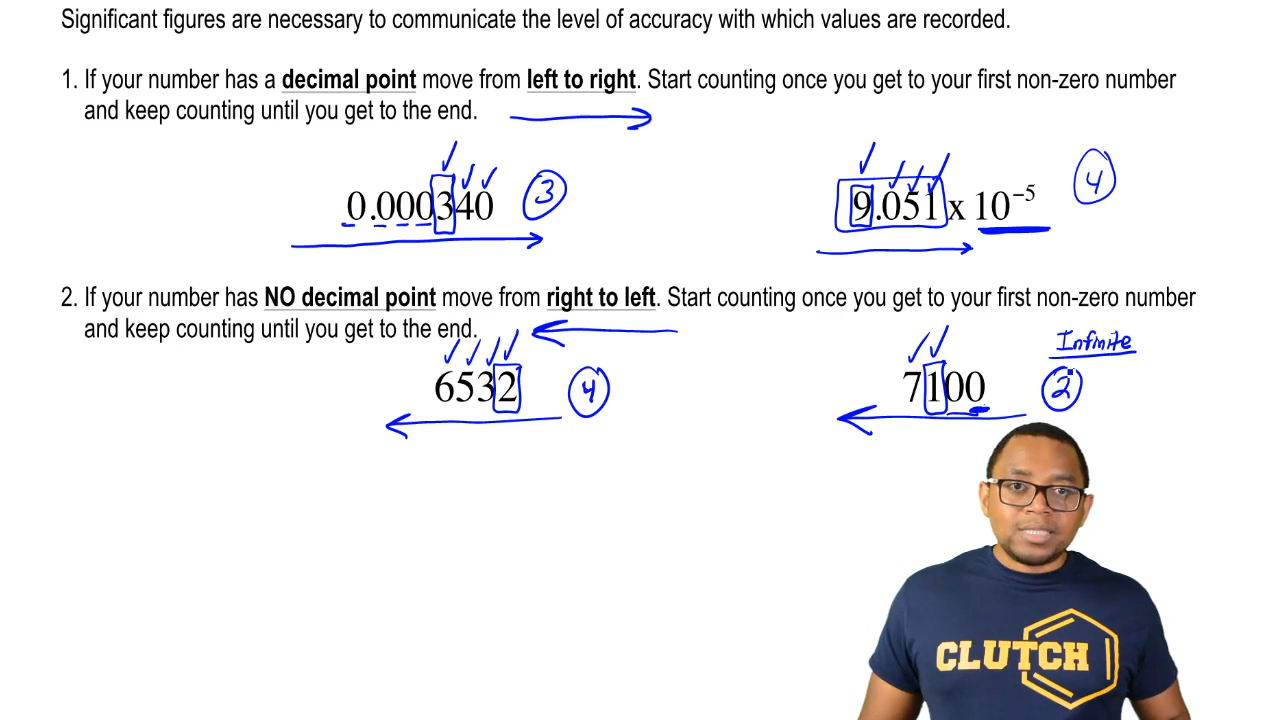 Significant figures are necessary to communicate the level of accuracy with which values are recorded.
1. If your number has a decimal point move from left to right. Start counting once you get to your first non-zero number
and keep counting until you get to the end.
0.000340 3
9.051 x 10⁻⁵ 4
2. If your number has NO decimal point move from right to left. Start counting once you get to your first non-zero number
and keep counting until you get to the end.
Infinite
6532 4
7100 2
CLUTCH